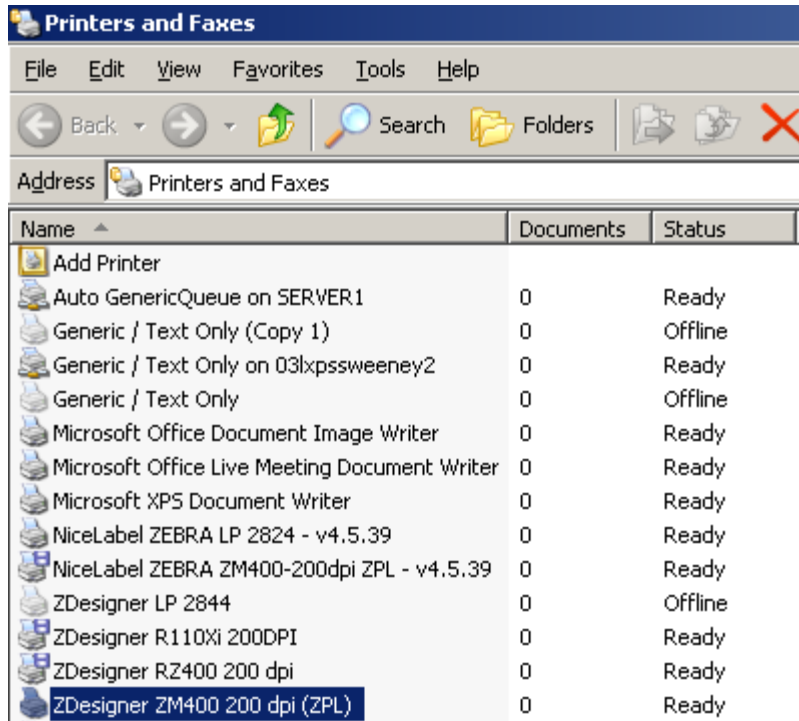 Printers and Faxes
File Edit View Favorites Tools Help
Back Search Folders
Address Printers and Faxes
Name Documents Status
Add Printer
Auto GenericQueue on SERVER1 0 Ready
Generic / Text Only (Copy 1) 0 Offline
Generic / Text Only on 03lxpssweeney2 0 Ready
Generic / Text Only 0 Offline
Microsoft Office Document Image Writer 0 Ready
Microsoft Office Live Meeting Document Writer 0 Ready
Microsoft XPS Document Writer 0 Ready
NiceLabel ZEBRA LP 2824 - v4.5.39 0 Ready
NiceLabel ZEBRA ZM400-200dpi ZPL - v4.5.39 0 Ready
ZDesigner LP 2844 0 Offline
ZDesigner R110Xi 200DPI 0 Ready
ZDesigner RZ400 200 dpi 0 Ready
ZDesigner ZM400 200 dpi (ZPL) 0 Ready